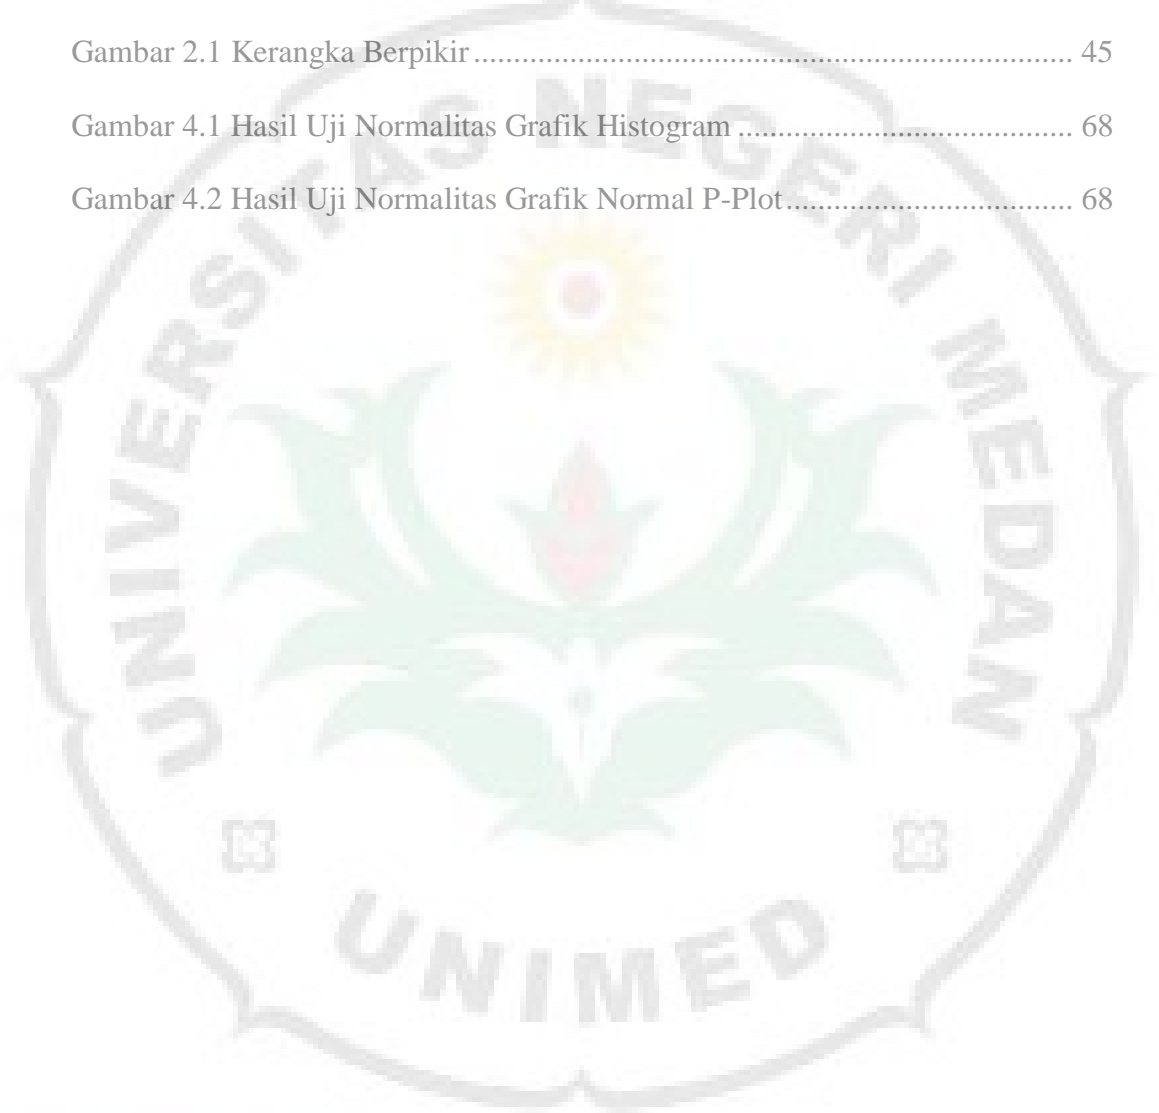 Gambar 2.1 Kerangka Berpikir ........................................................................... 45
Gambar 4.1 Hasil Uji Normalitas Grafik Histogram .......................................... 68
Gambar 4.2 Hasil Uji Normalitas Grafik Normal P-Plot .................................... 68
UNIVERSITAS NEGERI MEDAN
UNIMED